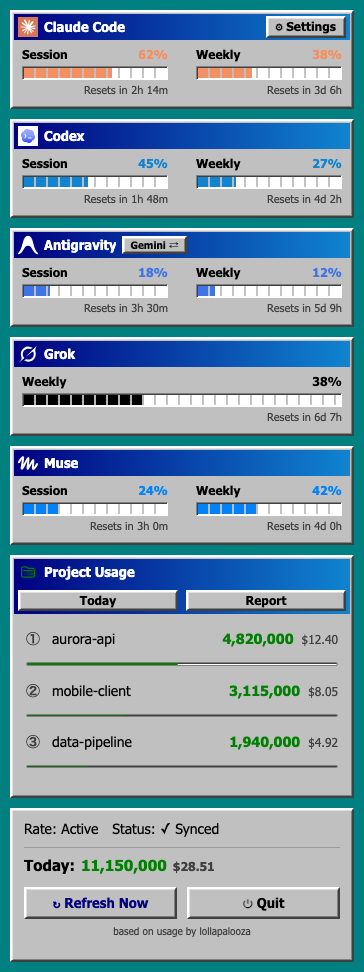 Claude Code ⚙ Settings
Session 62% Weekly 38%
Resets in 2h 14m Resets in 3d 6h
Codex
Session 45% Weekly 27%
Resets in 1h 48m Resets in 4d 2h
Antigravity Gemini ⇄
Session 18% Weekly 12%
Resets in 3h 30m Resets in 5d 9h
Grok
Weekly 38%
Resets in 6d 7h
Muse
Session 24% Weekly 42%
Resets in 3h 0m Resets in 4d 0h
Project Usage
Today Report
① aurora-api 4,820,000 $12.40
② mobile-client 3,115,000 $8.05
③ data-pipeline 1,940,000 $4.92
Rate: Active Status: ✓ Synced
Today: 11,150,000 $28.51
↻ Refresh Now ⏻ Quit
based on usage by lollapalooza